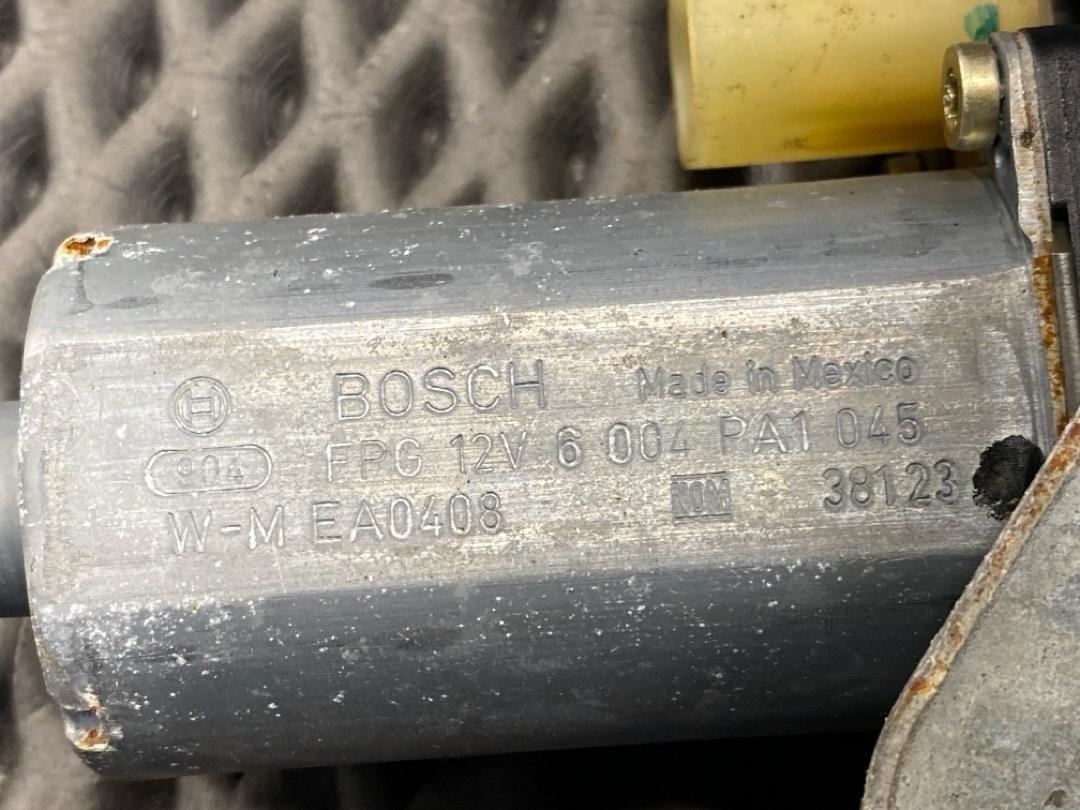 BOSCH Made in Mexico
904 FPG 12V 6 004 PA1 045
W-M EA0408 NOM 38123